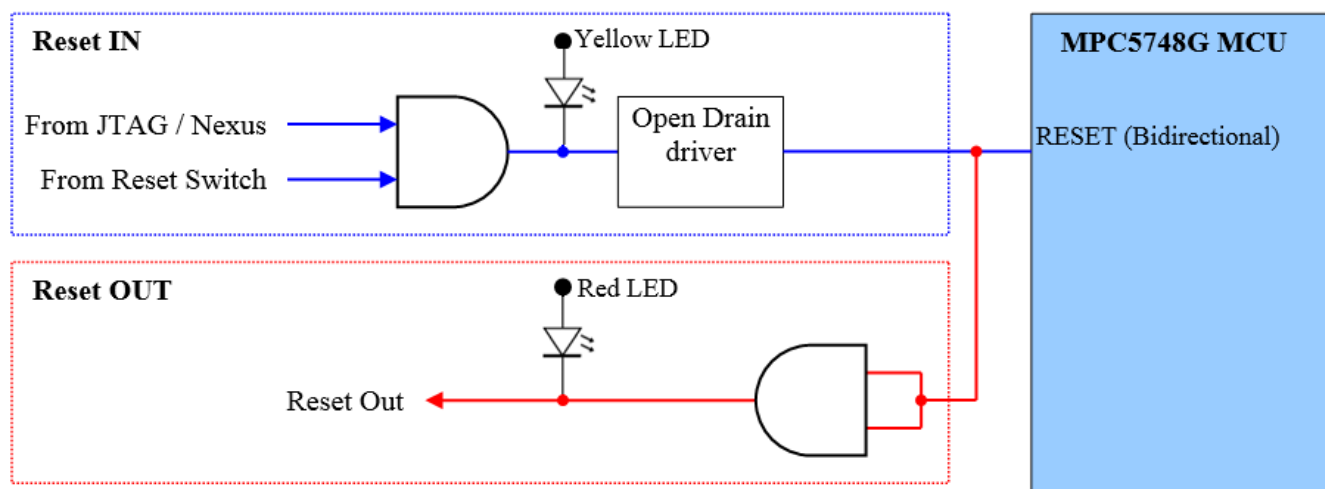 Reset IN
Yellow LED
MPC5748G MCU
From JTAG / Nexus
Open Drain
driver
RESET (Bidirectional)
From Reset Switch
Reset OUT
Red LED
Reset Out